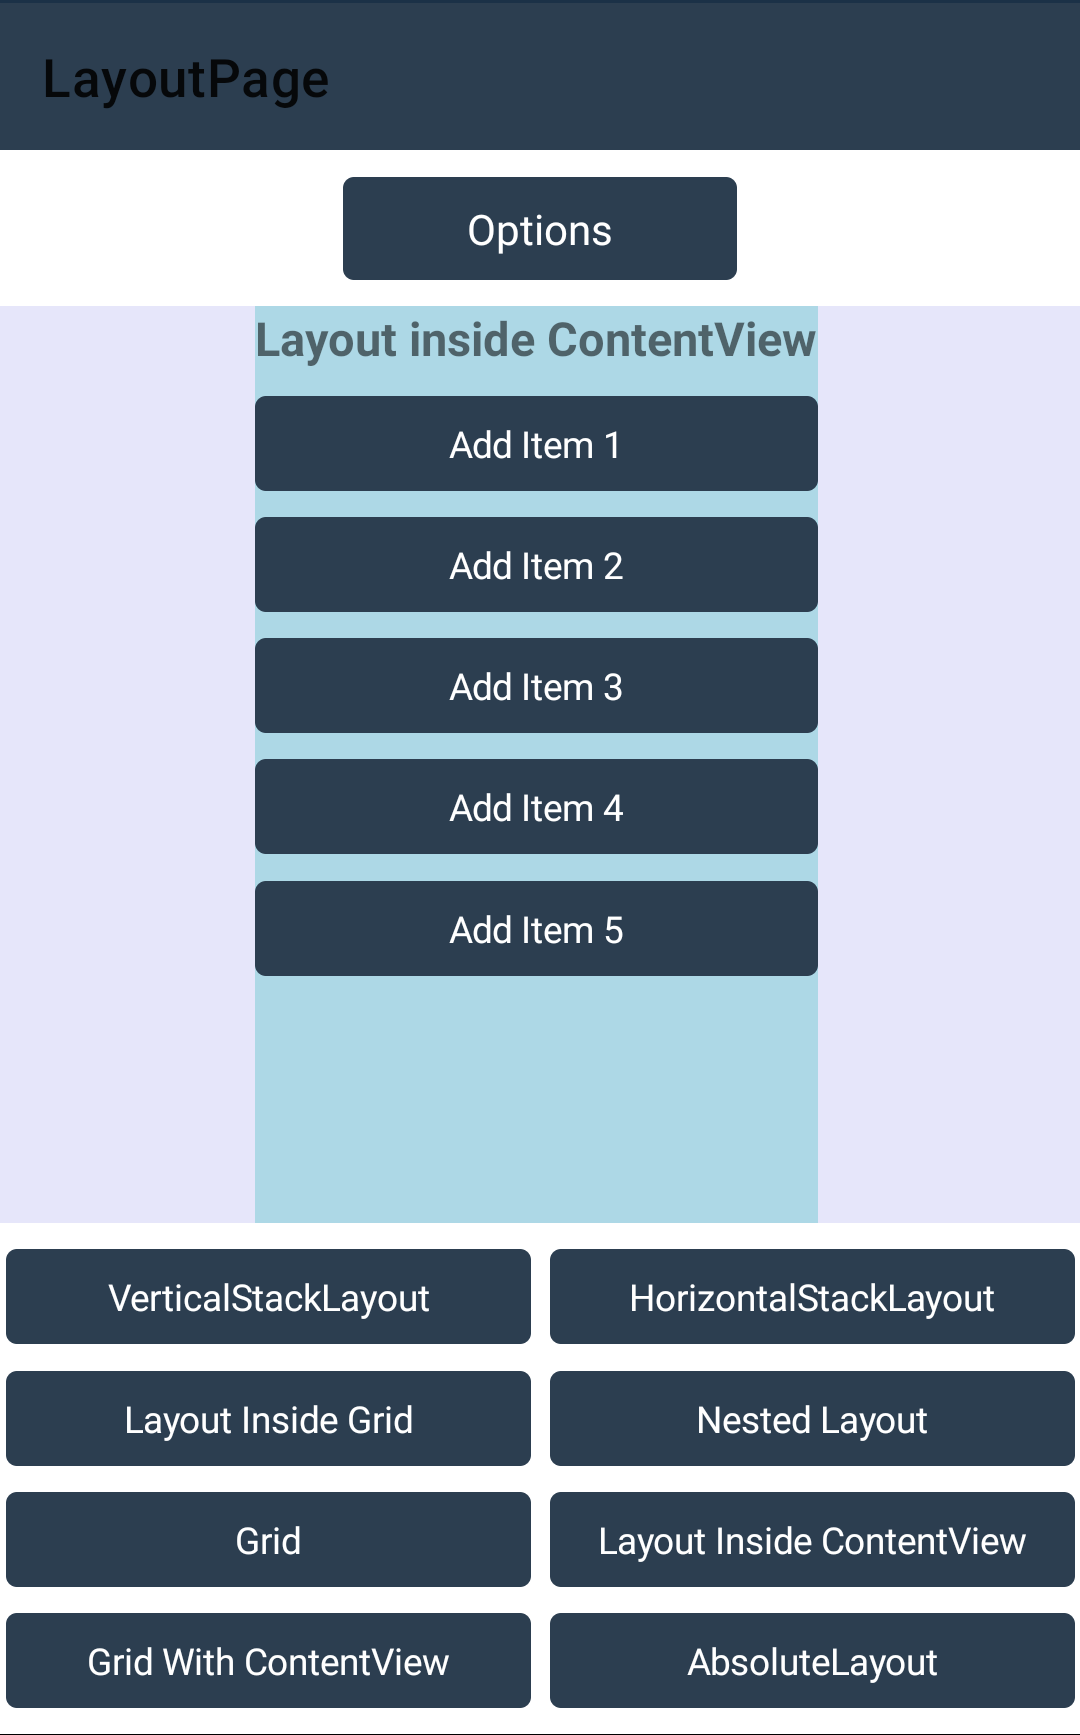 LayoutPage
Options
Layout inside ContentView
Add Item 1
Add Item 2
Add Item 3
Add Item 4
Add Item 5
VerticalStackLayout
HorizontalStackLayout
Layout Inside Grid
Nested Layout
Grid
Layout Inside ContentView
Grid With ContentView
AbsoluteLayout